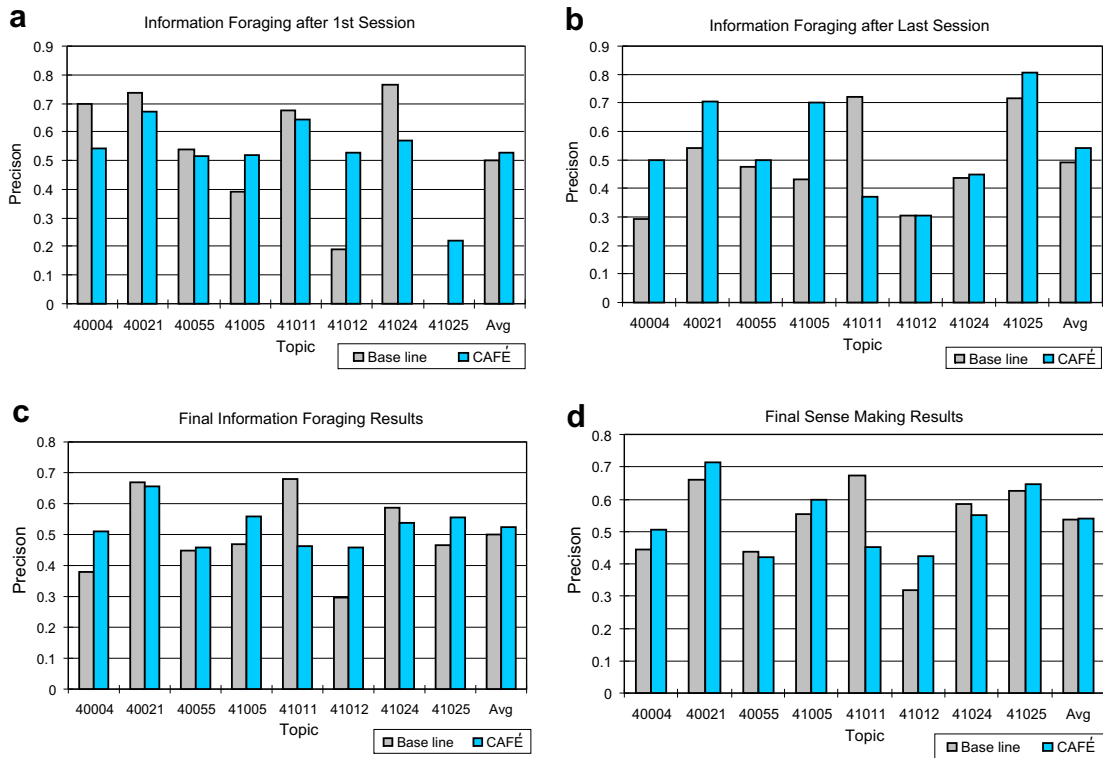 a
Information Foraging after 1st Session
0.9
0.8
0.7
0.6
0.5
0.4
0.3
0.2
0.1
0
Precison
40004 40021 40055 41005 41011 41012 41024 41025 Avg
Topic
Base line CAFÉ
b
Information Foraging after Last Session
0.9
0.8
0.7
0.6
0.5
0.4
0.3
0.2
0.1
0
Precison
40004 40021 40055 41005 41011 41012 41024 41025 Avg
Topic
Base line CAFÉ
c
Final Information Foraging Results
0.8
0.7
0.6
0.5
0.4
0.3
0.2
0.1
0
Precison
40004 40021 40055 41005 41011 41012 41024 41025 Avg
Topic
Base line CAFÉ
d
Final Sense Making Results
0.8
0.7
0.6
0.5
0.4
0.3
0.2
0.1
0
Precison
40004 40021 40055 41005 41011 41012 41024 41025 Avg
Topic
Base line CAFÉ